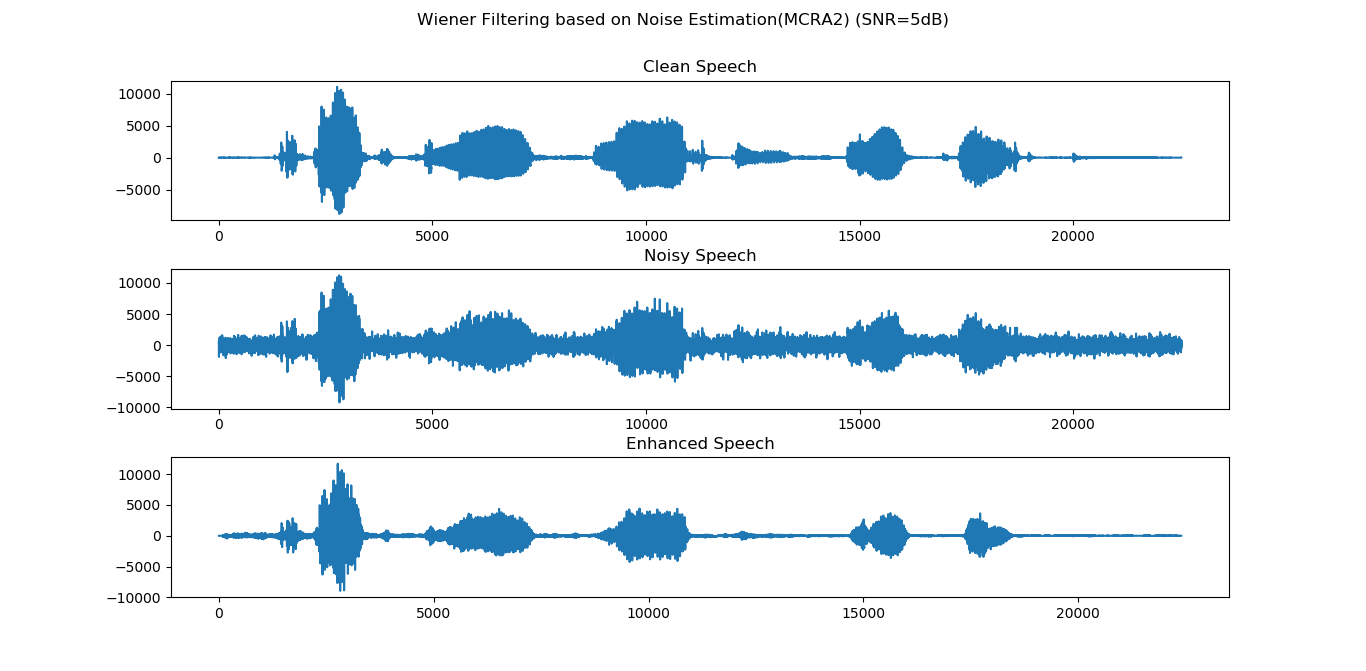 Wiener Filtering based on Noise Estimation(MCRA2) (SNR=5dB)
Clean Speech
10000
5000
0
−5000
0 5000 10000 15000 20000
Noisy Speech
10000
5000
0
−5000
−10000
0 5000 10000 15000 20000
Enhanced Speech
10000
5000
0
−5000
−10000
0 5000 10000 15000 20000